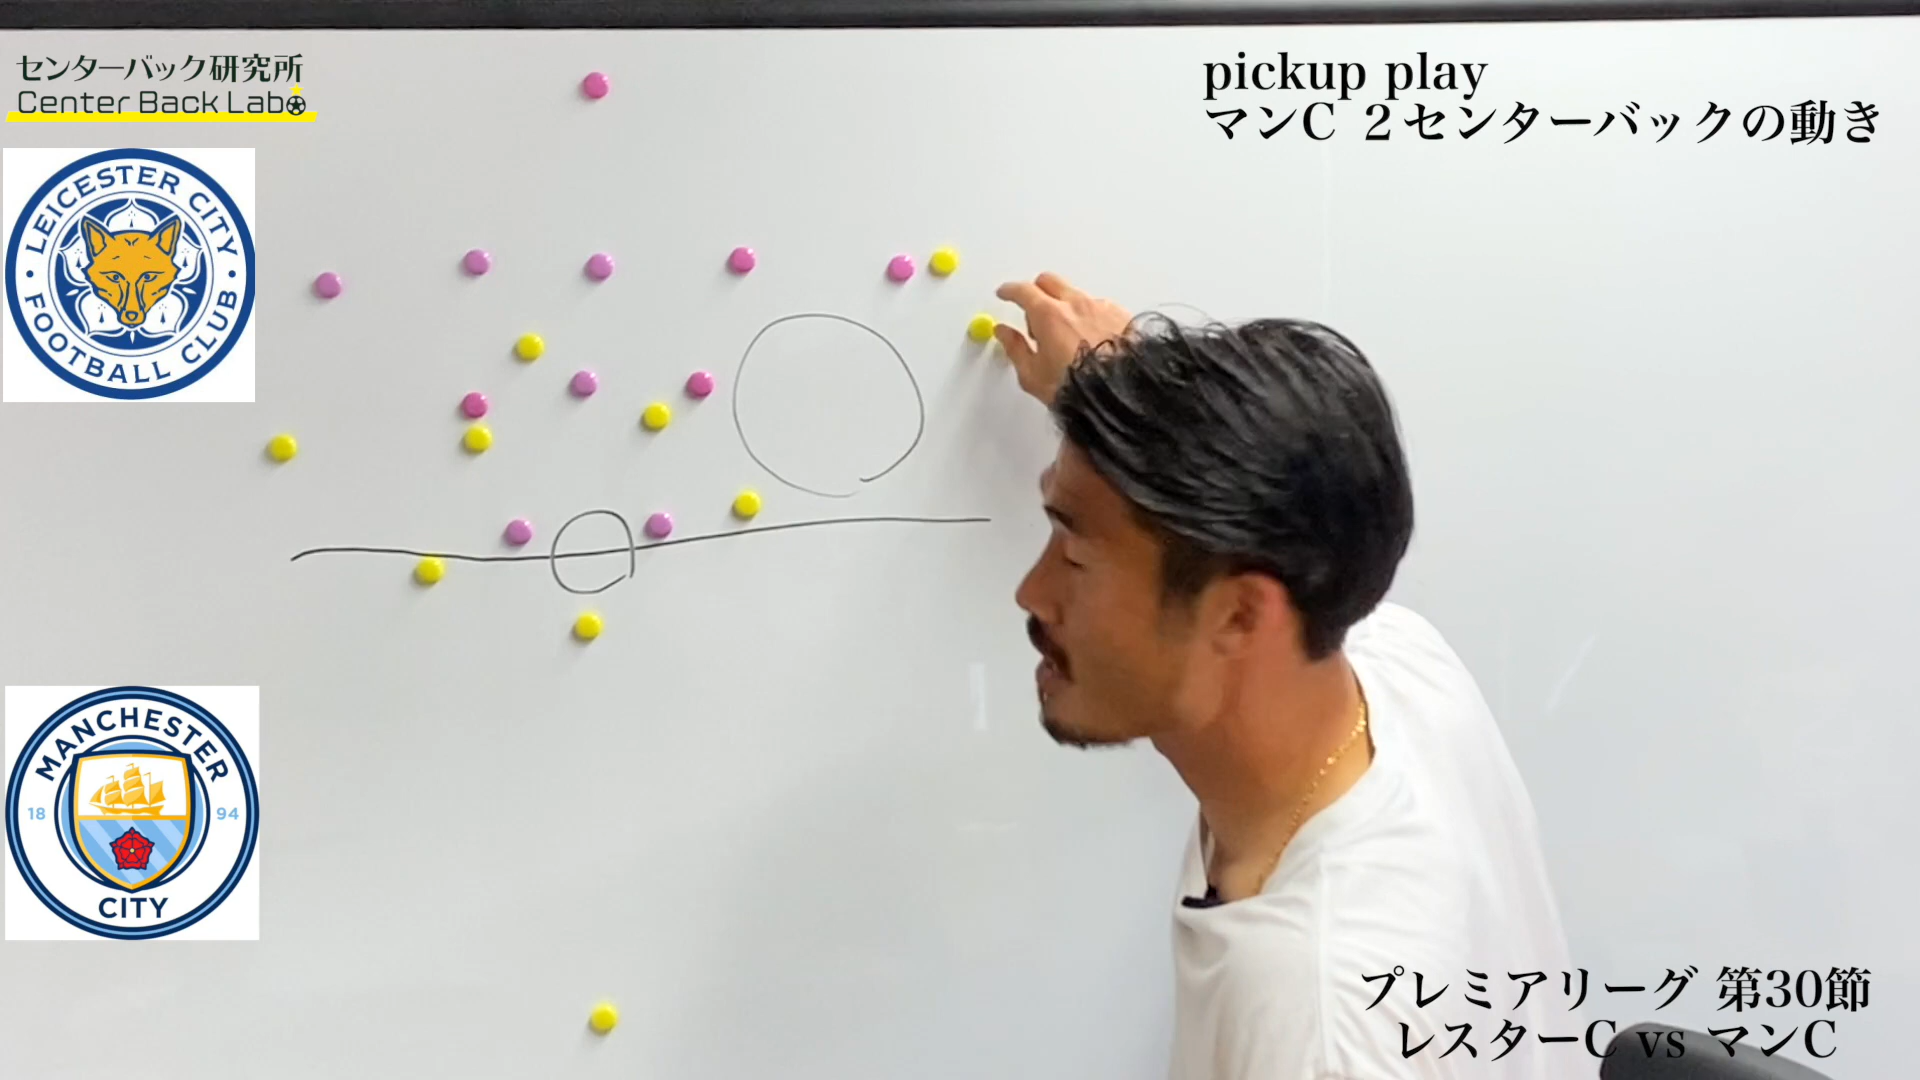 センターバック研究所
Center Back Labo
pickup play
マンC 2センターバックの動き
LEICESTER CITY
FOOTBALL CLUB
MANCHESTER
18 94
CITY
プレミアリーグ 第30節
レスターC vs マンC